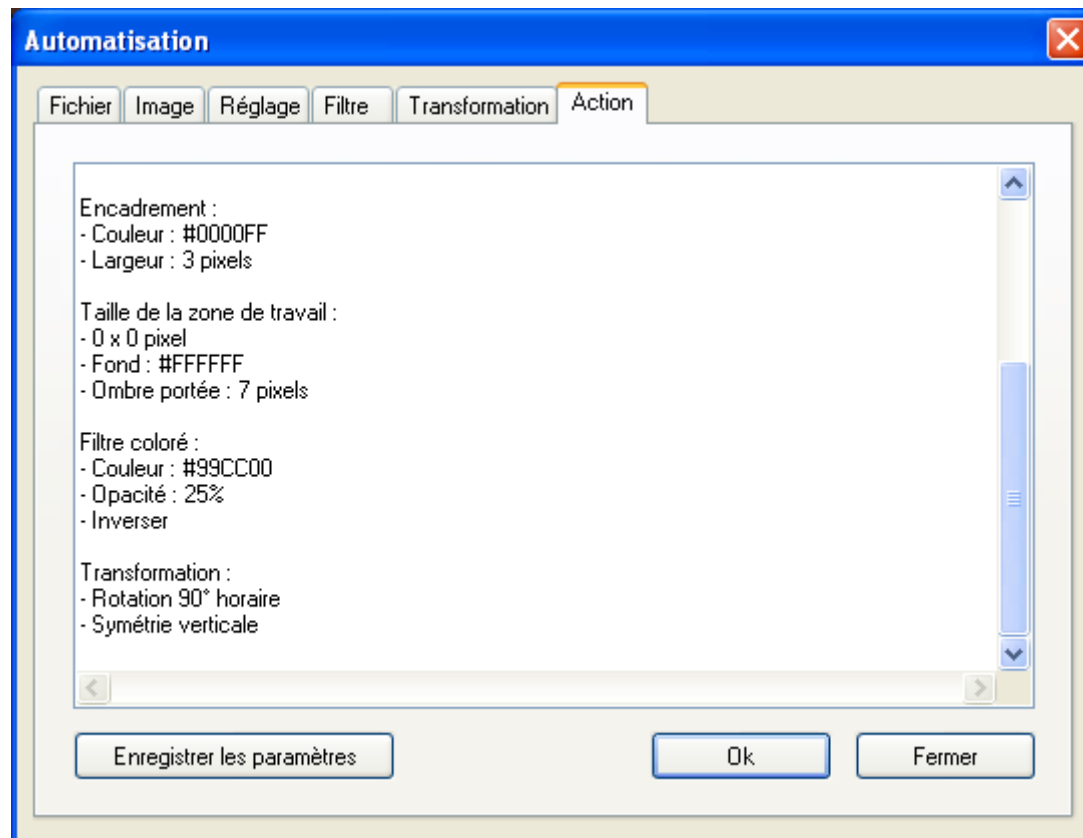 Automatisation
Fichier Image Réglage Filtre Transformation Action
Encadrement :
- Couleur : #0000FF
- Largeur : 3 pixels
Taille de la zone de travail :
- 0 x 0 pixel
- Fond : #FFFFFF
- Ombre portée : 7 pixels
Filtre coloré :
- Couleur : #99CC00
- Opacité : 25%
- Inverser
Transformation :
- Rotation 90° horaire
- Symétrie verticale
Enregistrer les paramètres Ok Fermer